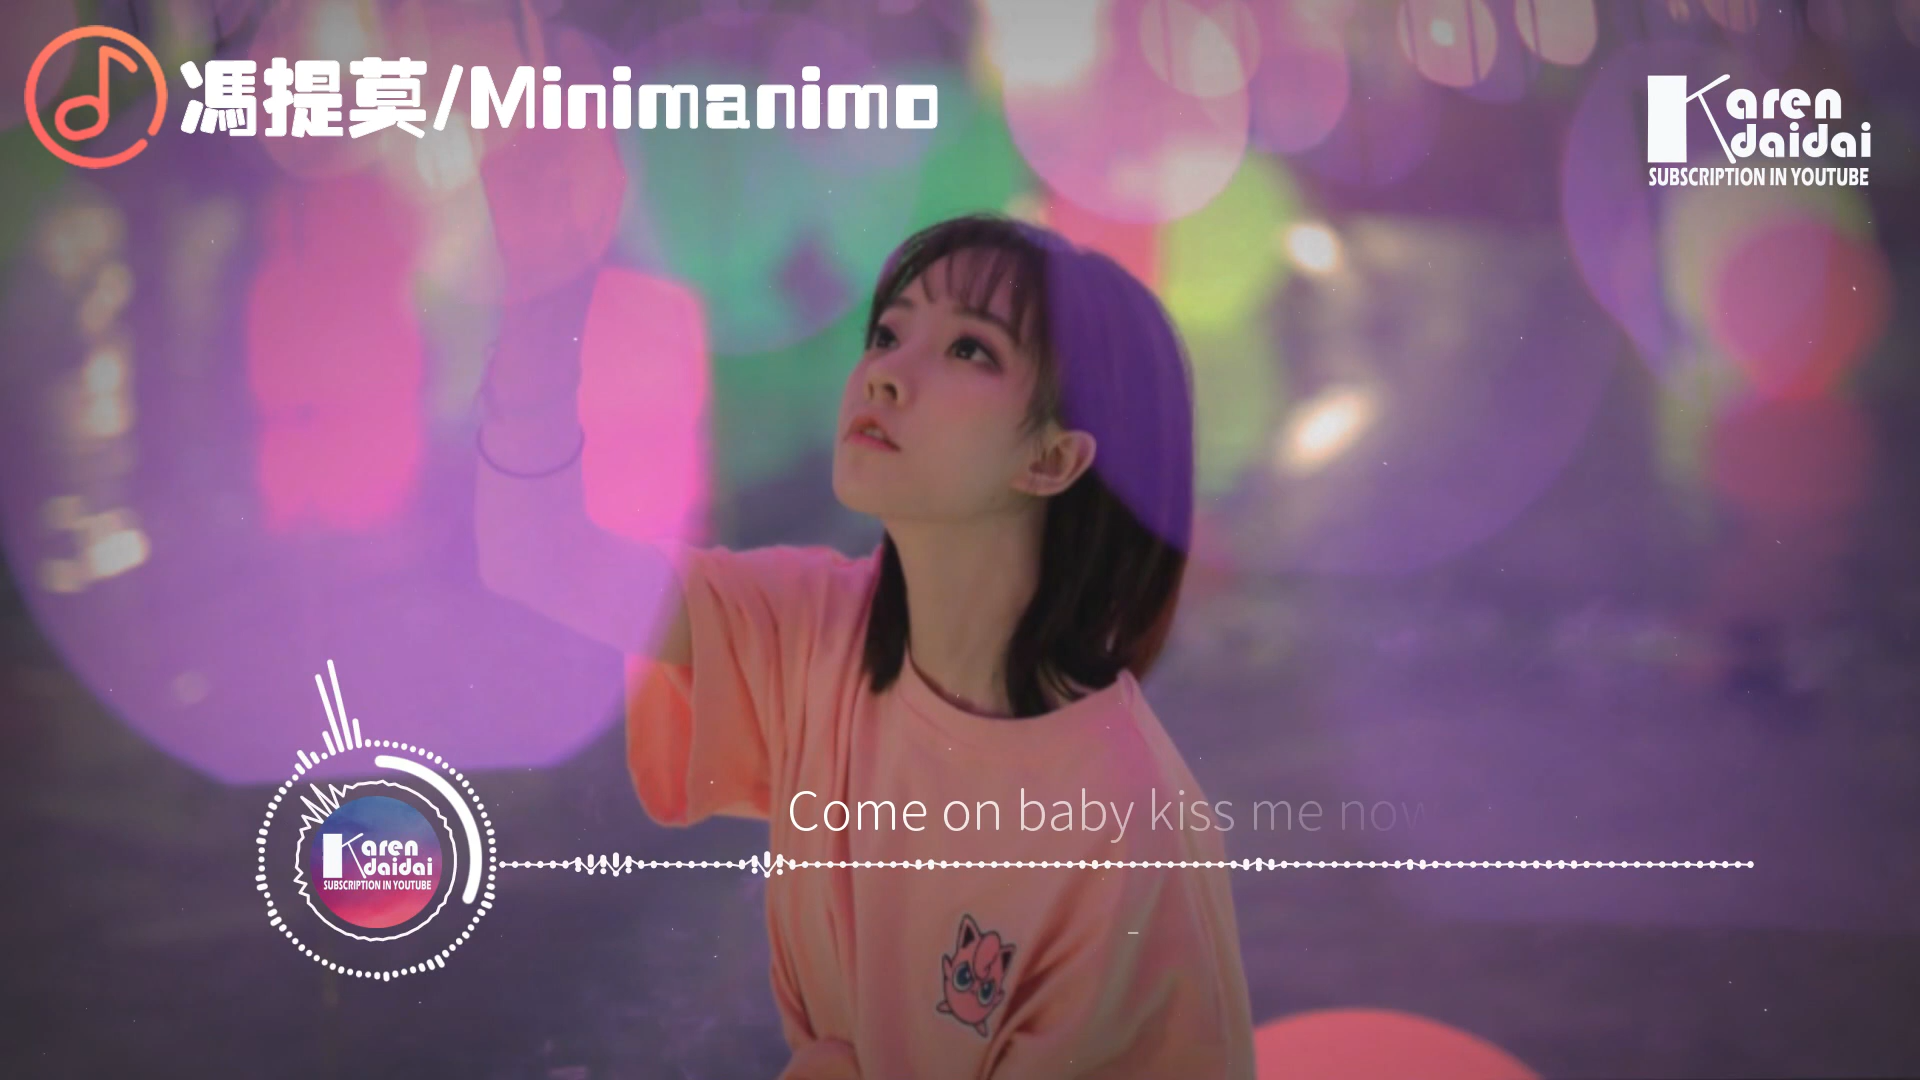 馮提莫/Minimanimo
Karen
daidai
SUBSCRIPTION IN YOUTUBE
Come on baby kiss me now
Karen
daidai
SUBSCRIPTION IN YOUTUBE